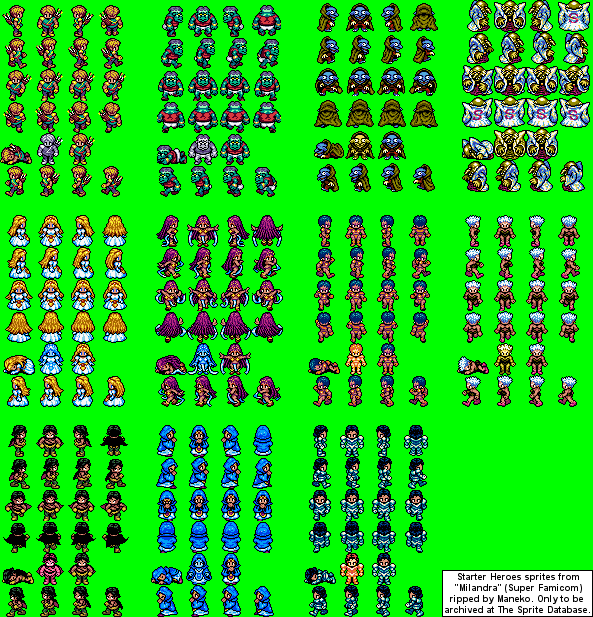 Starter Heroes sprites from
"Milandra" (Super Famicom)
ripped by Maneko. Only to be
archived at The Sprite Database.